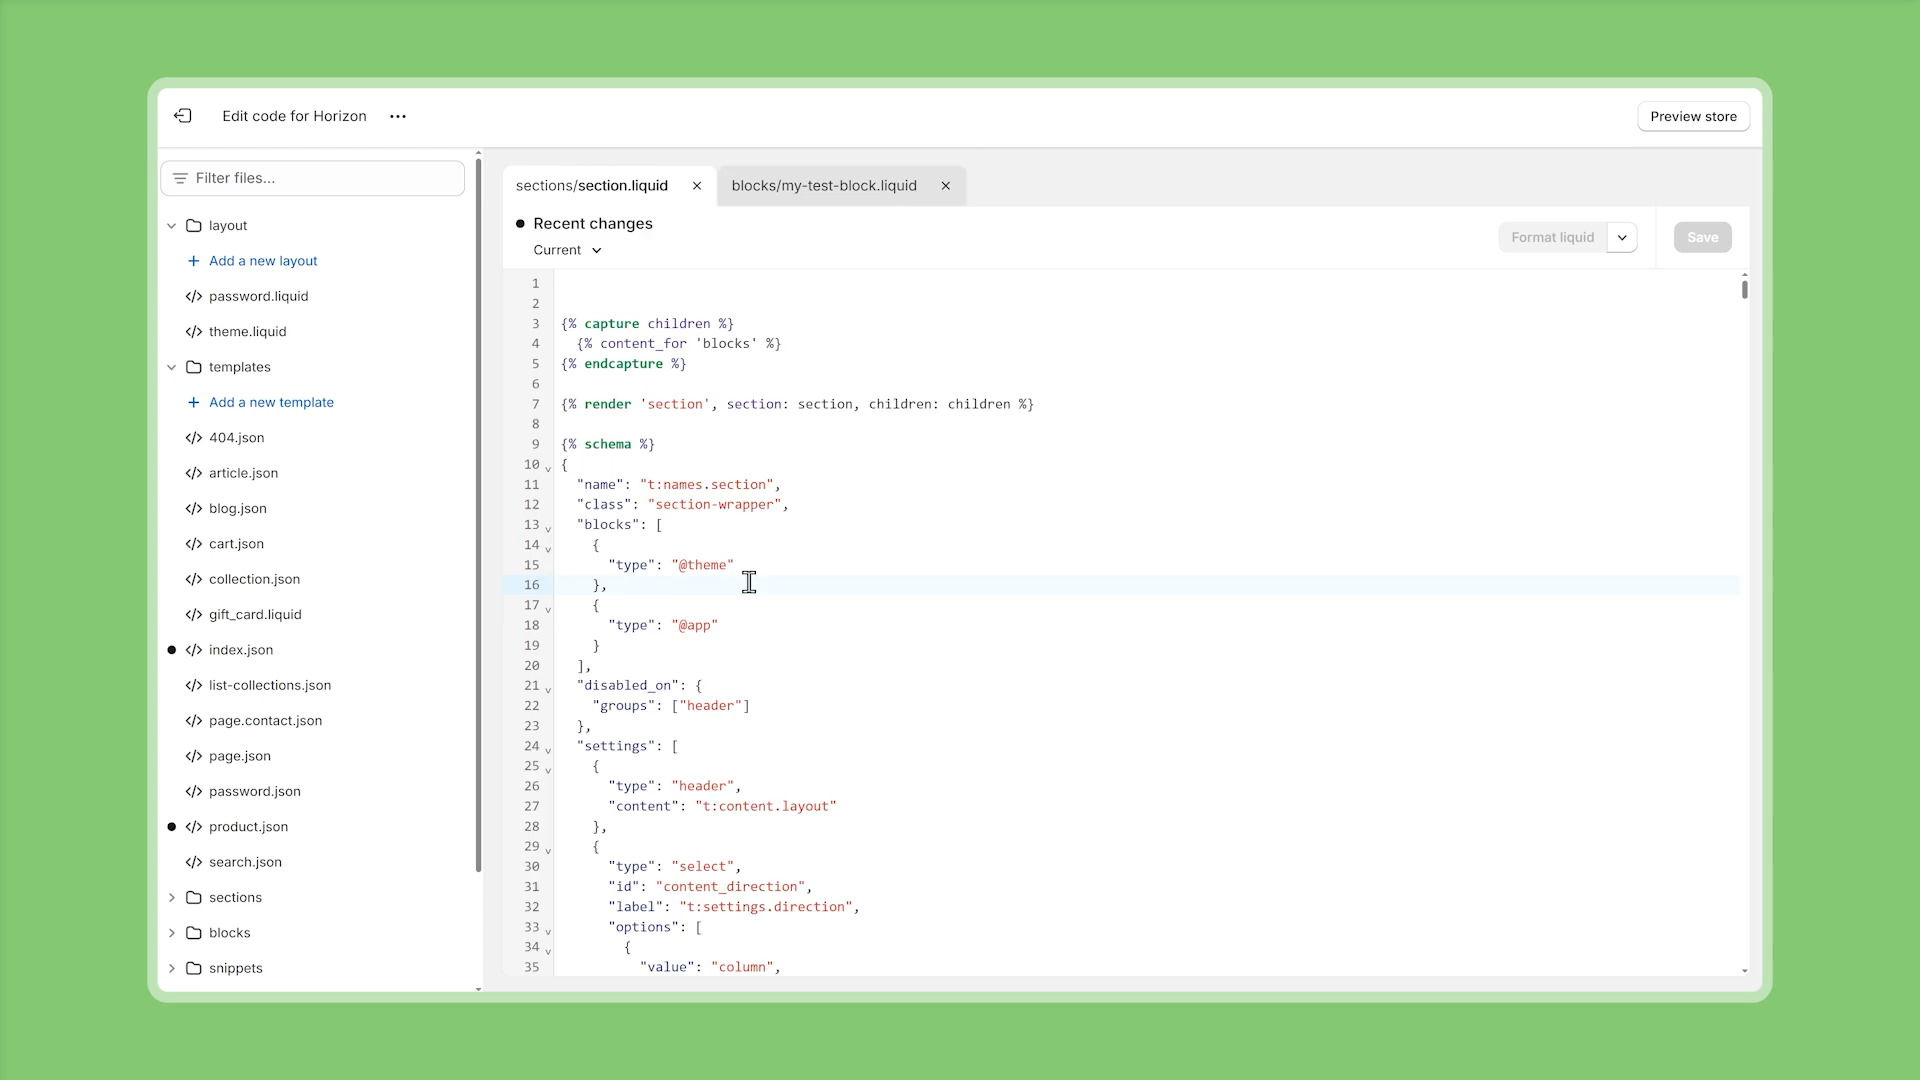 Edit code for Horizon
Preview store
Filter files...
layout
Add a new layout
password.liquid
theme.liquid
templates
Add a new template
404.json
article.json
blog.json
cart.json
collection.json
gift_card.liquid
index.json
list-collections.json
page.contact.json
page.json
password.json
product.json
search.json
sections
blocks
snippets
sections/section.liquid
blocks/my-test-block.liquid
Recent changes
Current
Format liquid
Save
1
2
3 {% capture children %}
4 {% content_for 'blocks' %}
5 {% endcapture %}
6
7 {% render 'section', section: section, children: children %}
8
9 {% schema %}
10 {
11 "name": "t:names.section",
12 "class": "section-wrapper",
13 "blocks": [
14 {
15 "type": "@theme"
16 },
17 {
18 "type": "@app"
19 }
20 ],
21 "disabled_on": {
22 "groups": ["header"]
23 },
24 "settings": [
25 {
26 "type": "header",
27 "content": "t:content.layout"
28 },
29 {
30 "type": "select",
31 "id": "content_direction",
32 "label": "t:settings.direction",
33 "options": [
34 {
35 "value": "column",